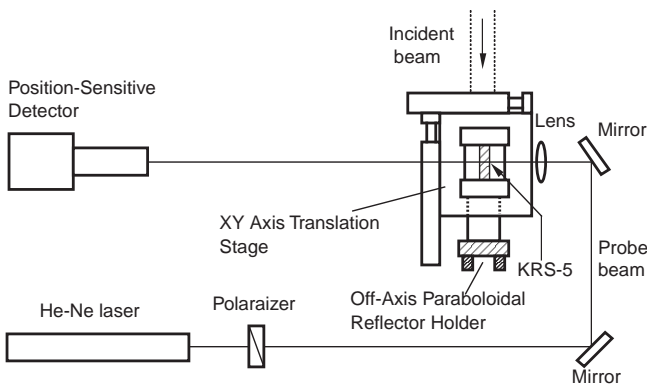 Incident
beam
Position-Sensitive
Detector
Lens
Mirror
XY Axis Translation
Stage
KRS-5
Probe
beam
Off-Axis Paraboloidal
Reflector Holder
He-Ne laser
Polaraizer
Mirror